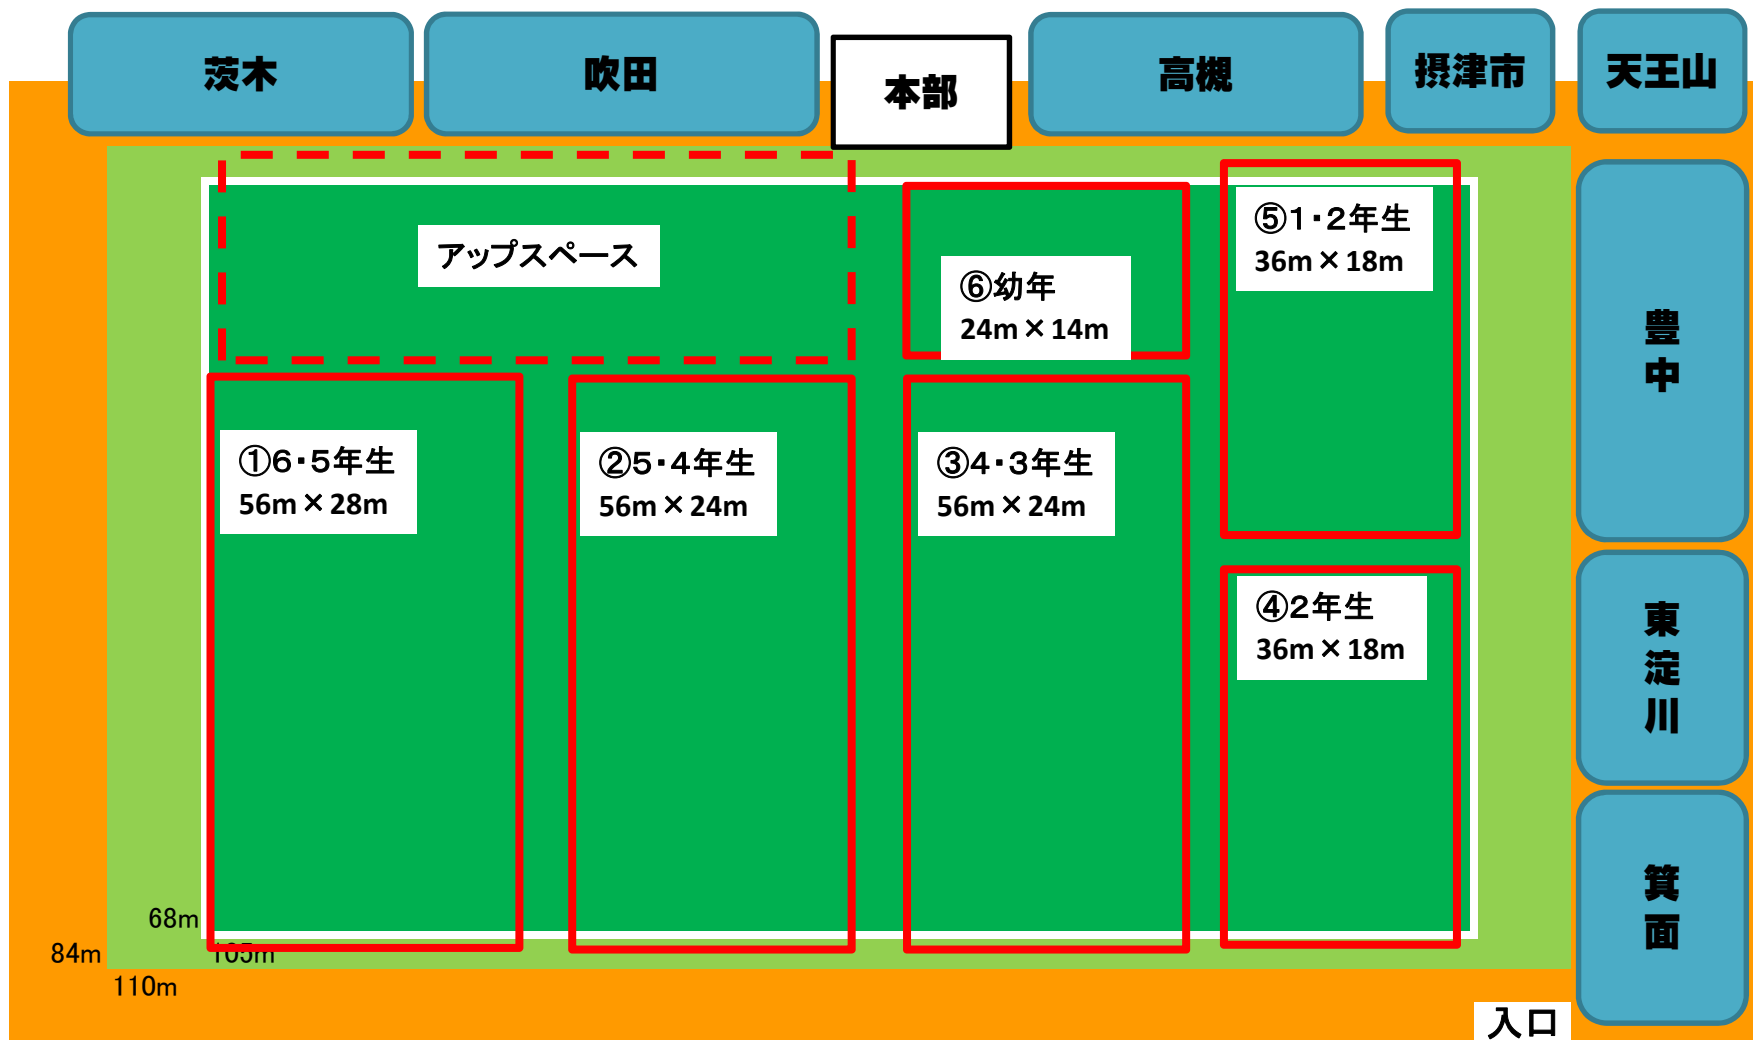 茨木
吹田
本部
高槻
摂津市
天王山
アップスペース
⑥幼年
24m×14m
⑤1・2年生
36m×18m
豊中
①6・5年生
56m×28m
②5・4年生
56m×24m
③4・3年生
56m×24m
④2年生
36m×18m
東淀川
箕面
68m
84m
105m
110m
入口